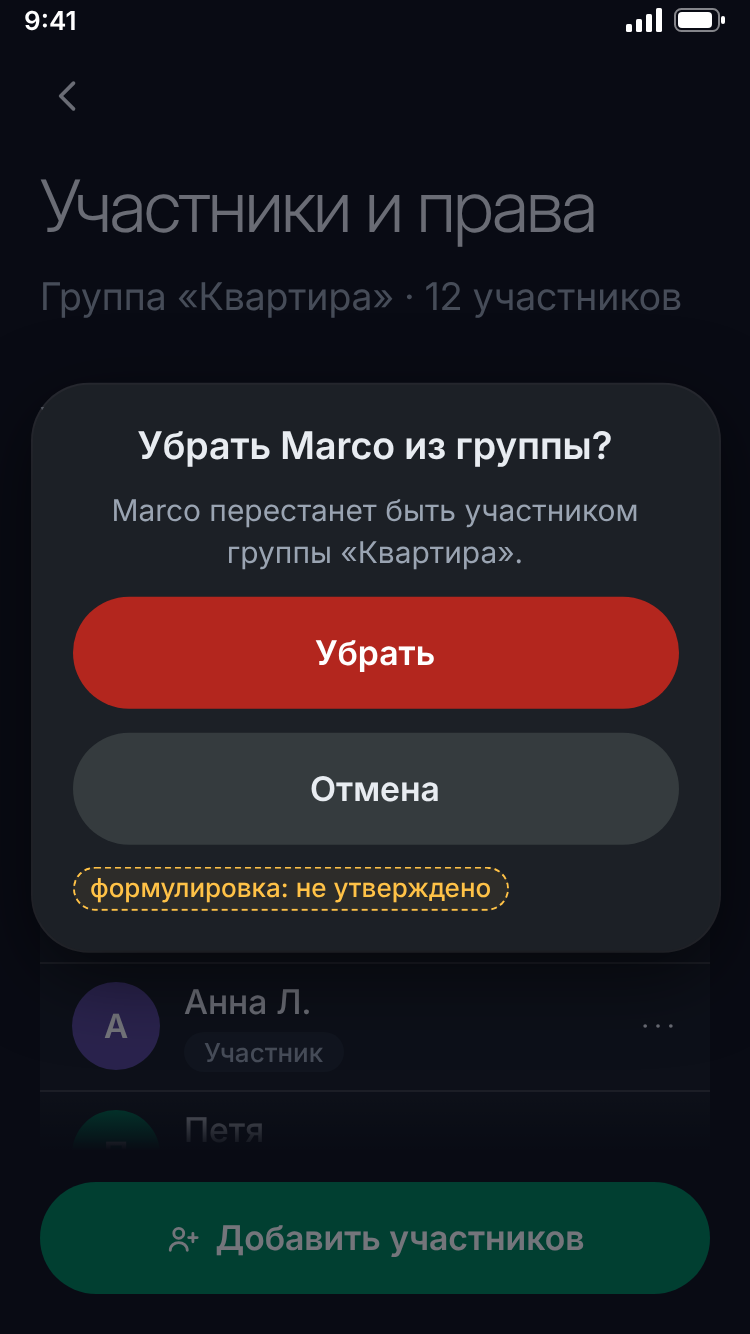 9:41
Участники и права
Группа «Квартира» · 12 участников
Убрать Marco из группы?
Marco перестанет быть участником
группы «Квартира».
Убрать
Отмена
формулировка: не утверждено
А
Анна Л.
Участник
Петя
Добавить участников